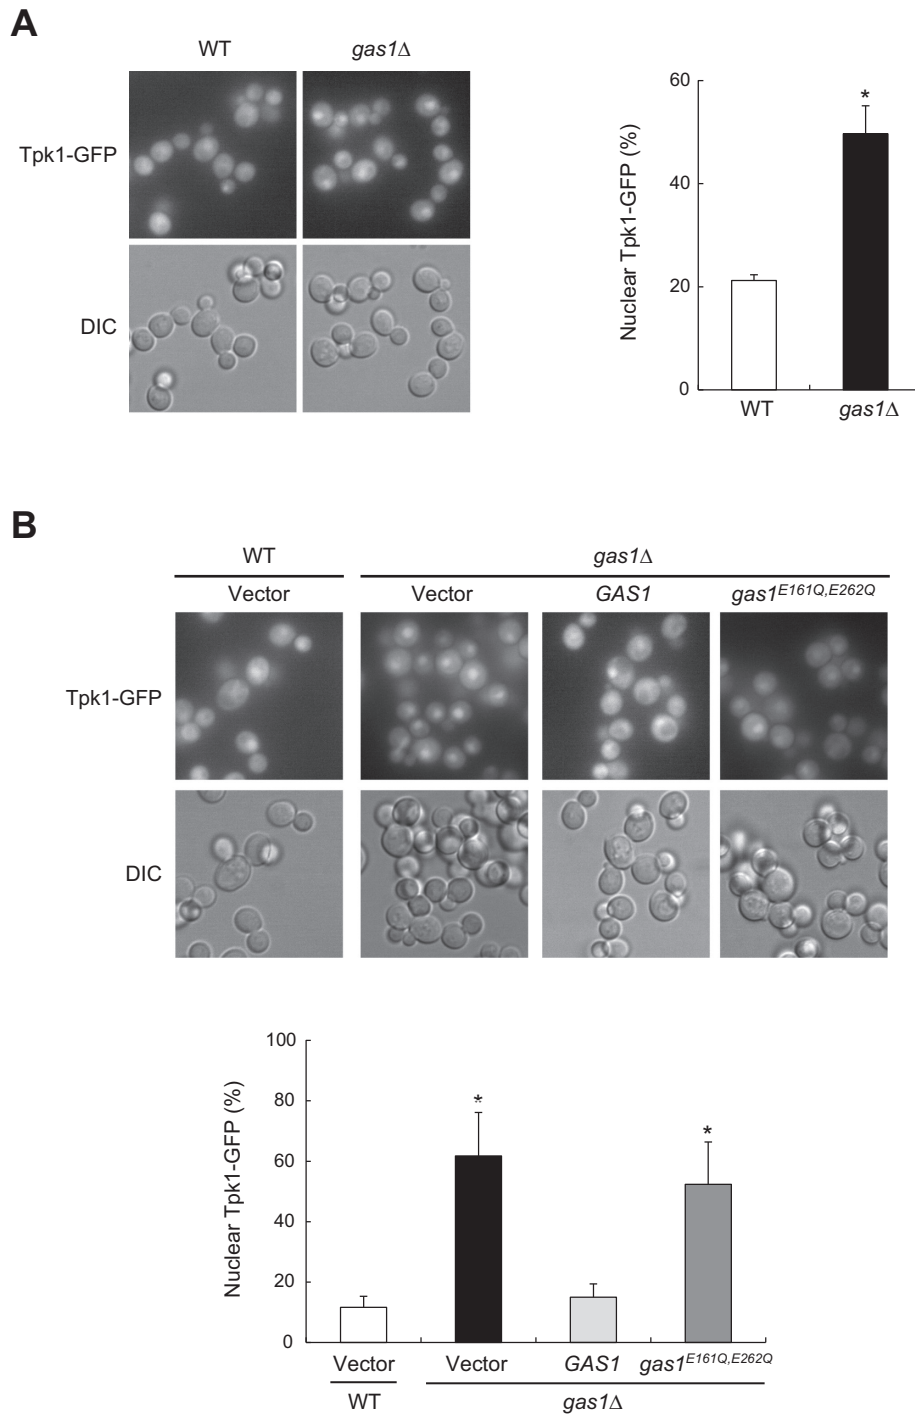 A
WT gas1Δ
Tpk1-GFP
DIC
Nuclear Tpk1-GFP (%)
60
40
20
0
*
WT gas1Δ
B
WT gas1Δ
Vector Vector GAS1 gas1E161Q,E262Q
Tpk1-GFP
DIC
Nuclear Tpk1-GFP (%)
100
80
60
40
20
0
*
*
Vector Vector GAS1 gas1E161Q,E262Q
WT gas1Δ